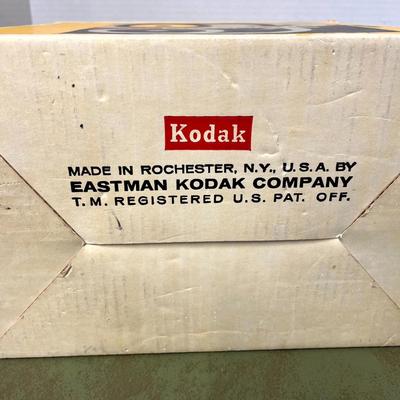 Kodak
MADE IN ROCHESTER, N.Y., U.S.A. BY
EASTMAN KODAK COMPANY
T.M. REGISTERED U.S. PAT. OFF.